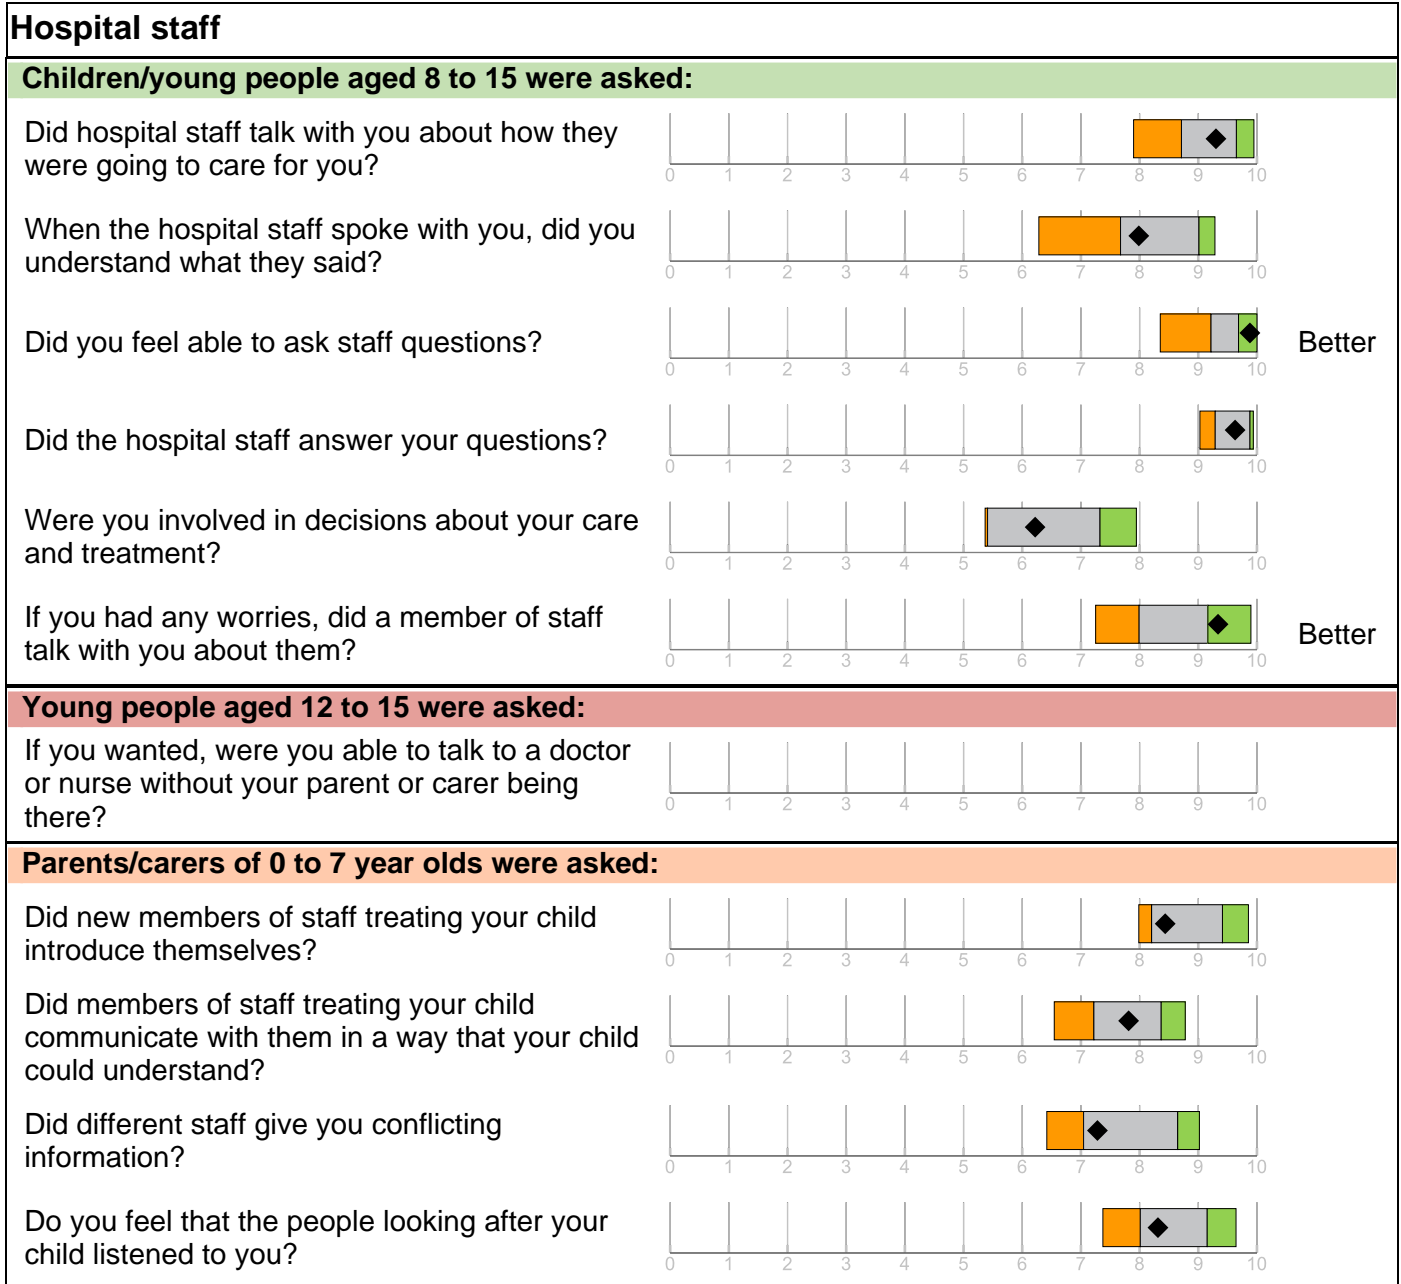 Hospital staff
Children/young people aged 8 to 15 were asked:
Did hospital staff talk with you about how they
were going to care for you?
0 1 2 3 4 5 6 7 8 9 10
When the hospital staff spoke with you, did you
understand what they said?
0 1 2 3 4 5 6 7 8 9 10
Did you feel able to ask staff questions?
Better
0 1 2 3 4 5 6 7 8 9 10
Did the hospital staff answer your questions?
0 1 2 3 4 5 6 7 8 9 10
Were you involved in decisions about your care
and treatment?
0 1 2 3 4 5 6 7 8 9 10
If you had any worries, did a member of staff
talk with you about them?
Better
0 1 2 3 4 5 6 7 8 9 10
Young people aged 12 to 15 were asked:
If you wanted, were you able to talk to a doctor
or nurse without your parent or carer being
there?
0 1 2 3 4 5 6 7 8 9 10
Parents/carers of 0 to 7 year olds were asked:
Did new members of staff treating your child
introduce themselves?
0 1 2 3 4 5 6 7 8 9 10
Did members of staff treating your child
communicate with them in a way that your child
could understand?
0 1 2 3 4 5 6 7 8 9 10
Did different staff give you conflicting
information?
0 1 2 3 4 5 6 7 8 9 10
Do you feel that the people looking after your
child listened to you?
0 1 2 3 4 5 6 7 8 9 10